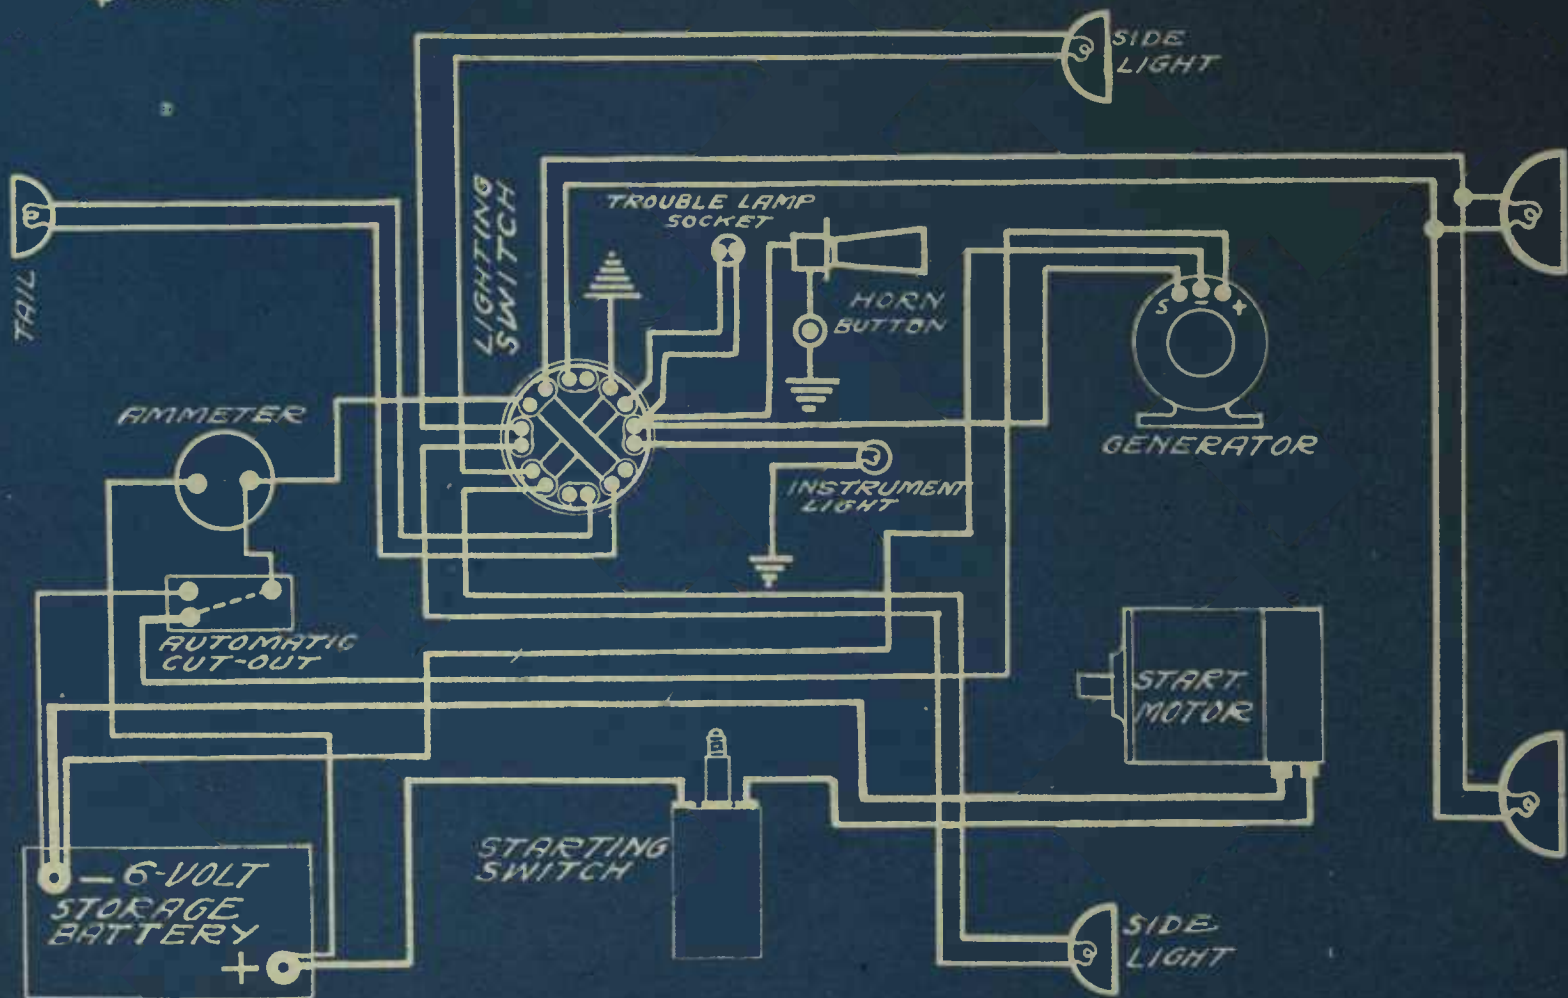 SIDE
LIGHT
LIGHTING
SWITCH
TROUBLE LAMP
SOCKET
TAIL
HORN
BUTTON
S - X
GENERATOR
AMMETER
INSTRUMENT
LIGHT
AUTOMATIC
CUT-OUT
START
MOTOR
STARTING
SWITCH
- 6-VOLT
STORAGE
BATTERY
+
SIDE
LIGHT